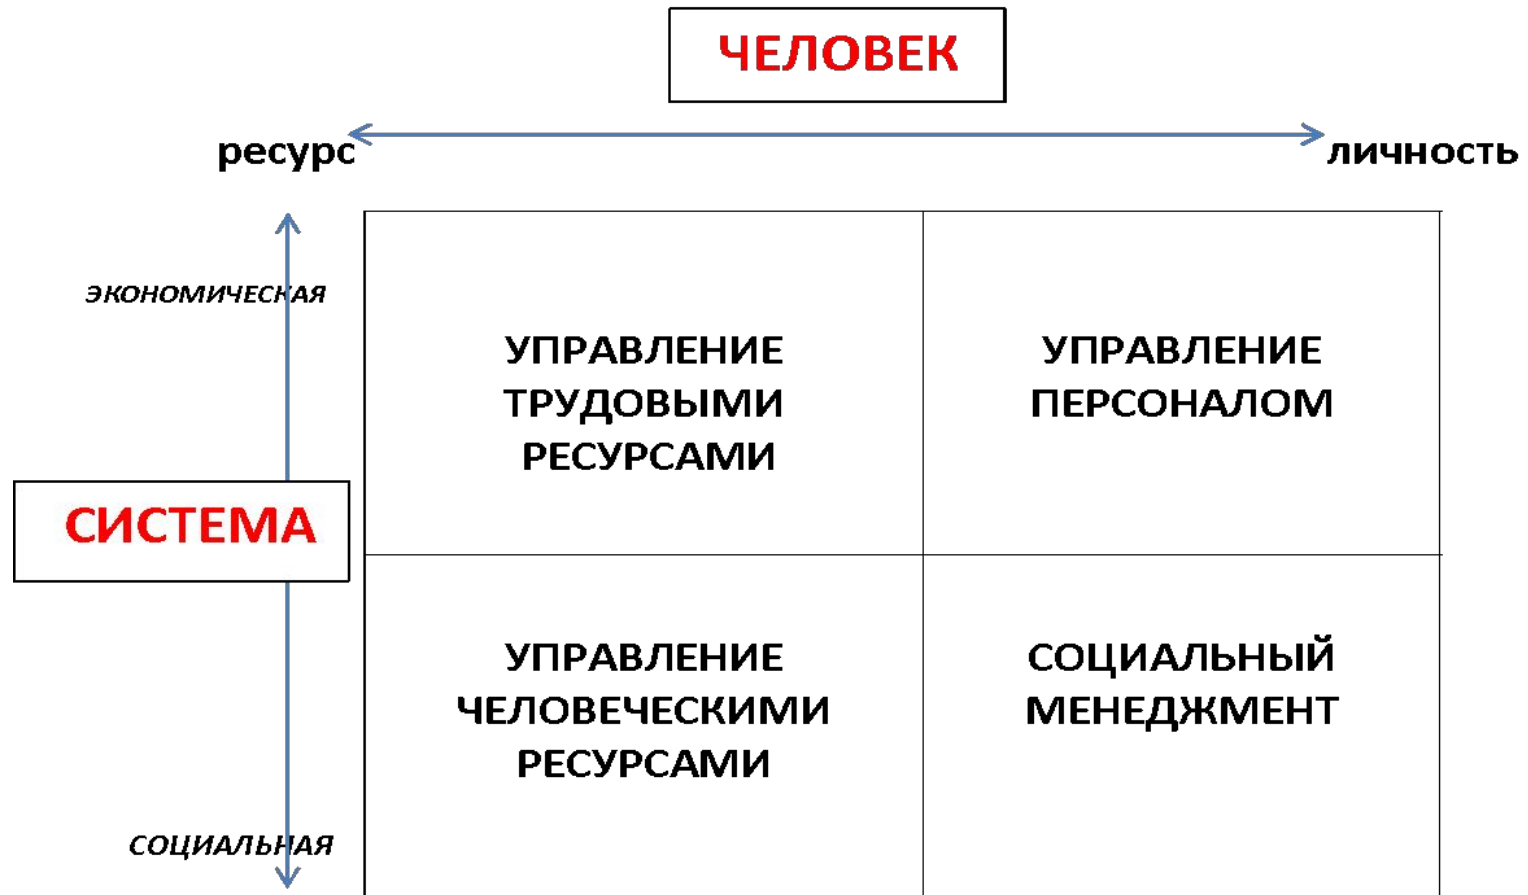 ЧЕЛОВЕК
ресурс
личность
ЭКОНОМИЧЕСКАЯ
УПРАВЛЕНИЕ
ТРУДОВЫМИ
РЕСУРСАМИ
УПРАВЛЕНИЕ
ПЕРСОНАЛОМ
СИСТЕМА
УПРАВЛЕНИЕ
ЧЕЛОВЕЧЕСКИМИ
РЕСУРСАМИ
СОЦИАЛЬНЫЙ
МЕНЕДЖМЕНТ
СОЦИАЛЬНАЯ